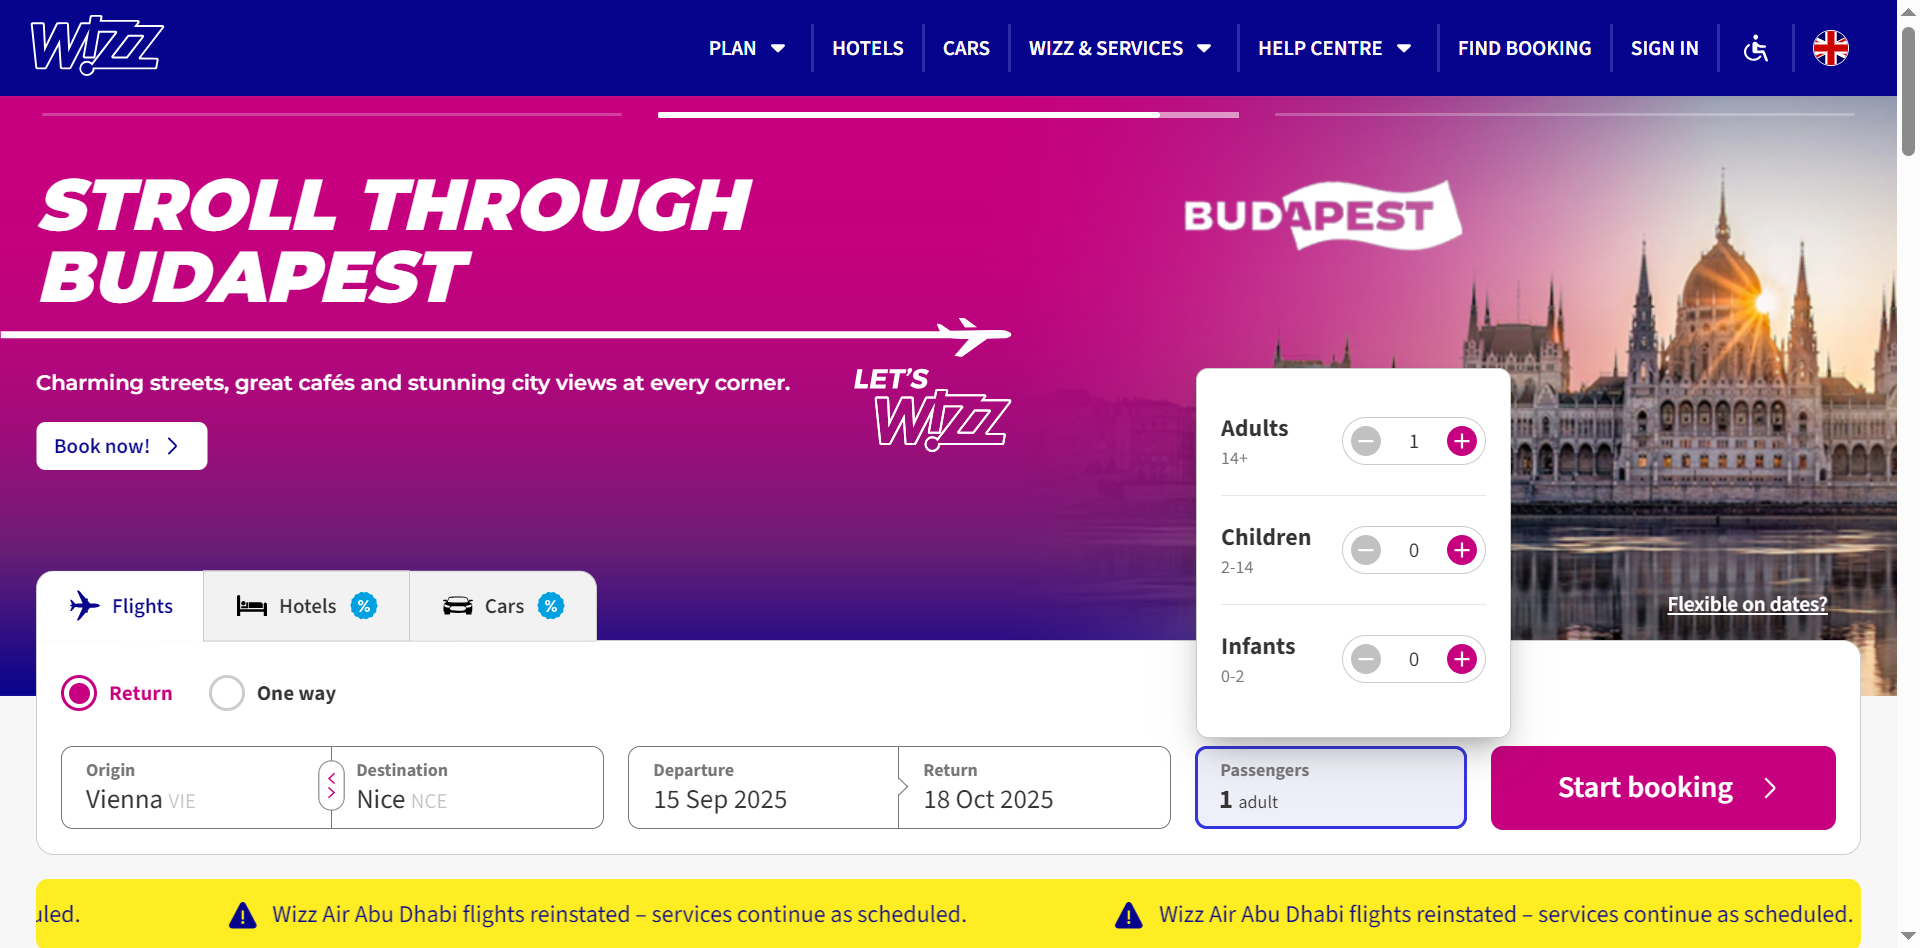 WIZZ
PLAN
HOTELS
CARS
WIZZ & SERVICES
HELP CENTRE
FIND BOOKING
SIGN IN
STROLL THROUGH
BUDAPEST
BUDAPEST
Charming streets, great cafés and stunning city views at every corner.
LET'S
WIZZ
Book now!
Adults
14+
1
Children
2-14
0
Infants
0-2
0
Flights
Hotels %
Cars %
Flexible on dates?
Return
One way
Origin
Vienna VIE
Destination
Nice NCE
Departure
15 Sep 2025
Return
18 Oct 2025
Passengers
1 adult
Start booking
uled.
Wizz Air Abu Dhabi flights reinstated – services continue as scheduled.
Wizz Air Abu Dhabi flights reinstated – services continue as scheduled.